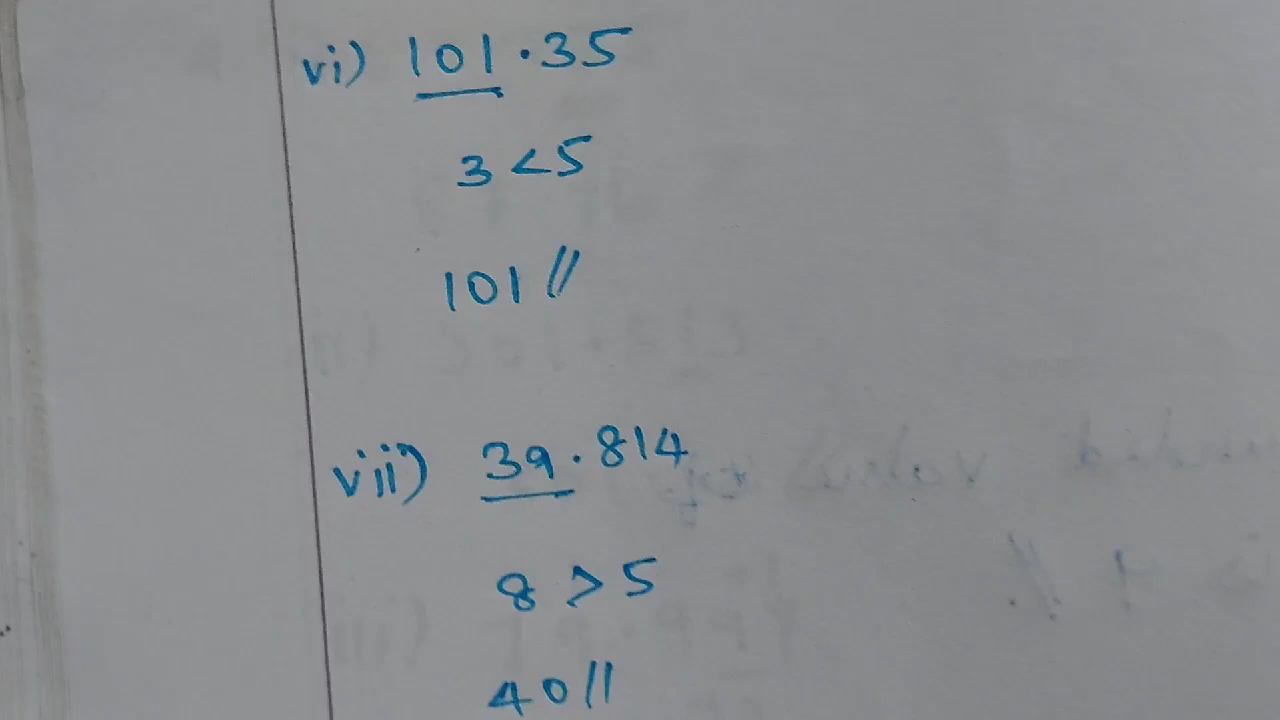 vi) 101.35
3 < 5
101 //
vii) 39.814
8 > 5
40 //